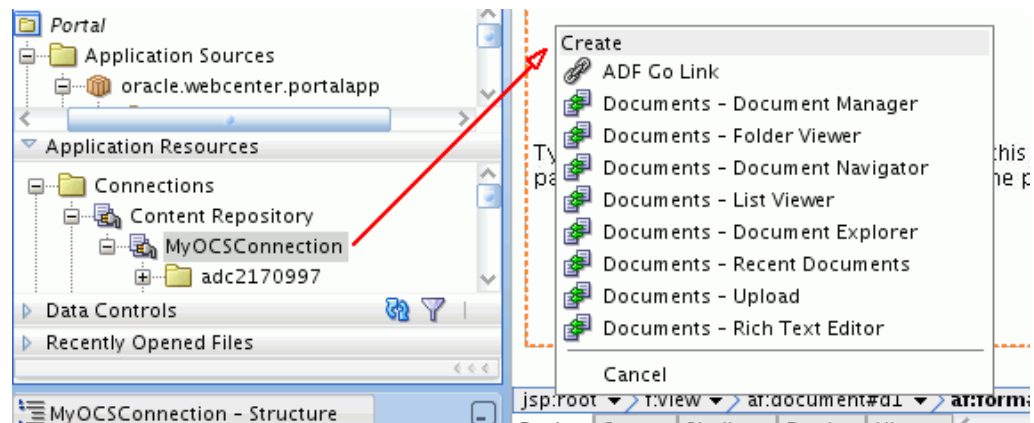 Portal
Application Sources
oracle.webcenter.portalapp
Application Resources
Connections
Content Repository
MyOCSConnection
adc2170997
Data Controls
Recently Opened Files
MyOCSConnection - Structure
Create
ADF Go Link
Documents - Document Manager
Documents - Folder Viewer
Documents - Document Navigator
Documents - List Viewer
Documents - Document Explorer
Documents - Recent Documents
Documents - Upload
Documents - Rich Text Editor
Cancel
this
jsp:root f:view af:document#d1 af:form#